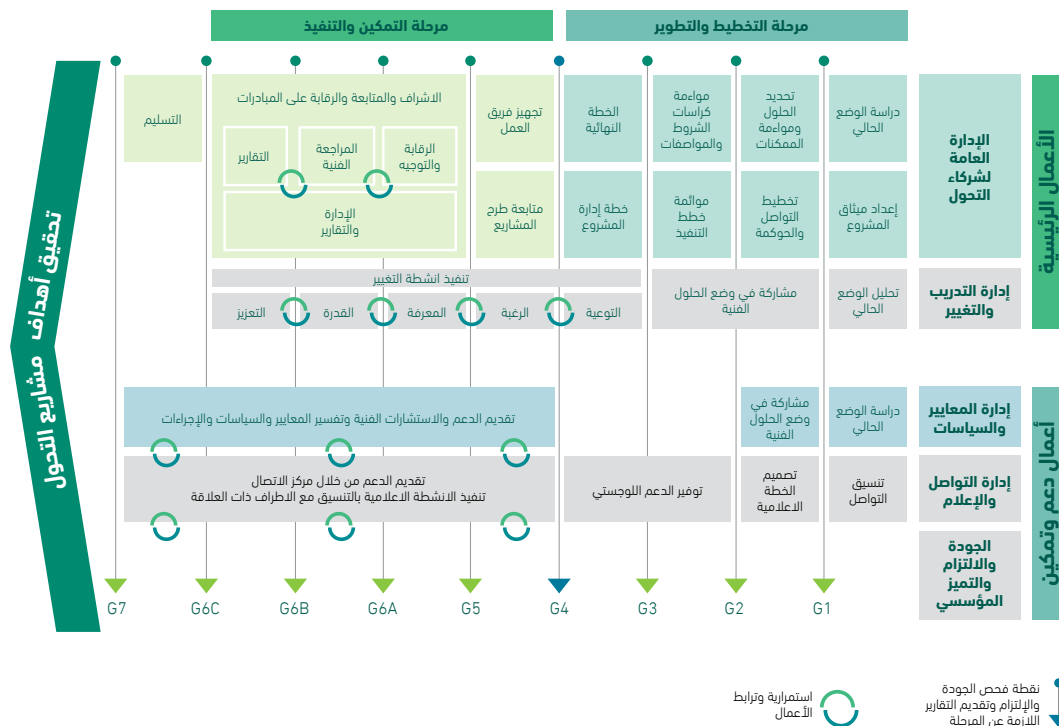 مرحلة التخطيط والتطوير
مرحلة التمكين والتنفيذ
الأعمال الرئيسية
الإدارة
العامة
لشركاء
التحول
دراسة الوضع
الحالي
تحديد
الحلول
ومواءمة
الممكنات
مواءمة
كراسات
الشروط
والمواصفات
الخطة
النهائية
تجهيز فريق
العمل
الاشراف والمتابعة والرقابة على المبادرات
الرقابة
والتوجيه
المراجعة
الفنية
التقارير
التسليم
إعداد ميثاق
المشروع
تخطيط
التواصل
والحوكمة
موائمة
خطط
التنفيذ
خطة إدارة
المشروع
متابعة طرح
المشاريع
الإدارة
والتقارير
إدارة التدريب
والتغيير
تحليل الوضع
الحالي
مشاركة في وضع الحلول
الفنية
تنفيذ انشطة التغيير
التوعية
الرغبة
المعرفة
القدرة
التعزيز
أعمال دعم وتمكين
إدارة المعايير
والسياسات
دراسة الوضع
الحالي
مشاركة في
وضع الحلول
الفنية
تقديم الدعم والاستشارات الفنية وتفسير المعايير والسياسات والإجراءات
إدارة التواصل
والإعلام
تنسيق
التواصل
تصميم
الخطة
الاعلامية
توفير الدعم اللوجستي
تقديم الدعم من خلال مركز الاتصال
تنفيذ الانشطة الاعلامية بالتنسيق مع الاطراف ذات العلاقة
الجودة
والالتزام
والتميز
المؤسسي
G1
G2
G3
G4
G5
G6A
G6B
G6C
G7
تحقيق أهداف مشاريع التحول
نقطة فحص الجودة
والإلتزام وتقديم التقارير
اللازمة عن المرحلة
استمرارية وترابط
الأعمال